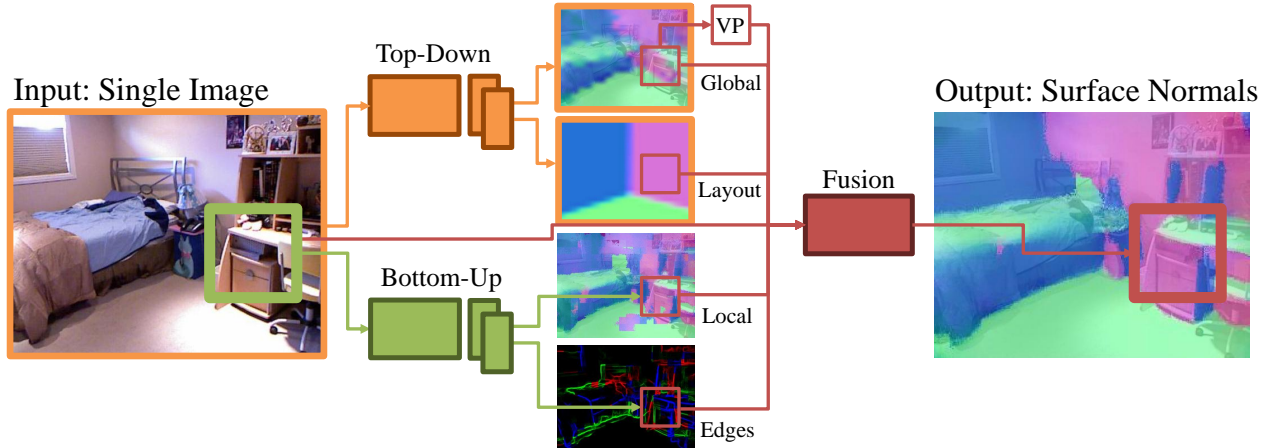 Input: Single Image
Top-Down
VP
Global
Layout
Fusion
Output: Surface Normals
Bottom-Up
Local
Edges